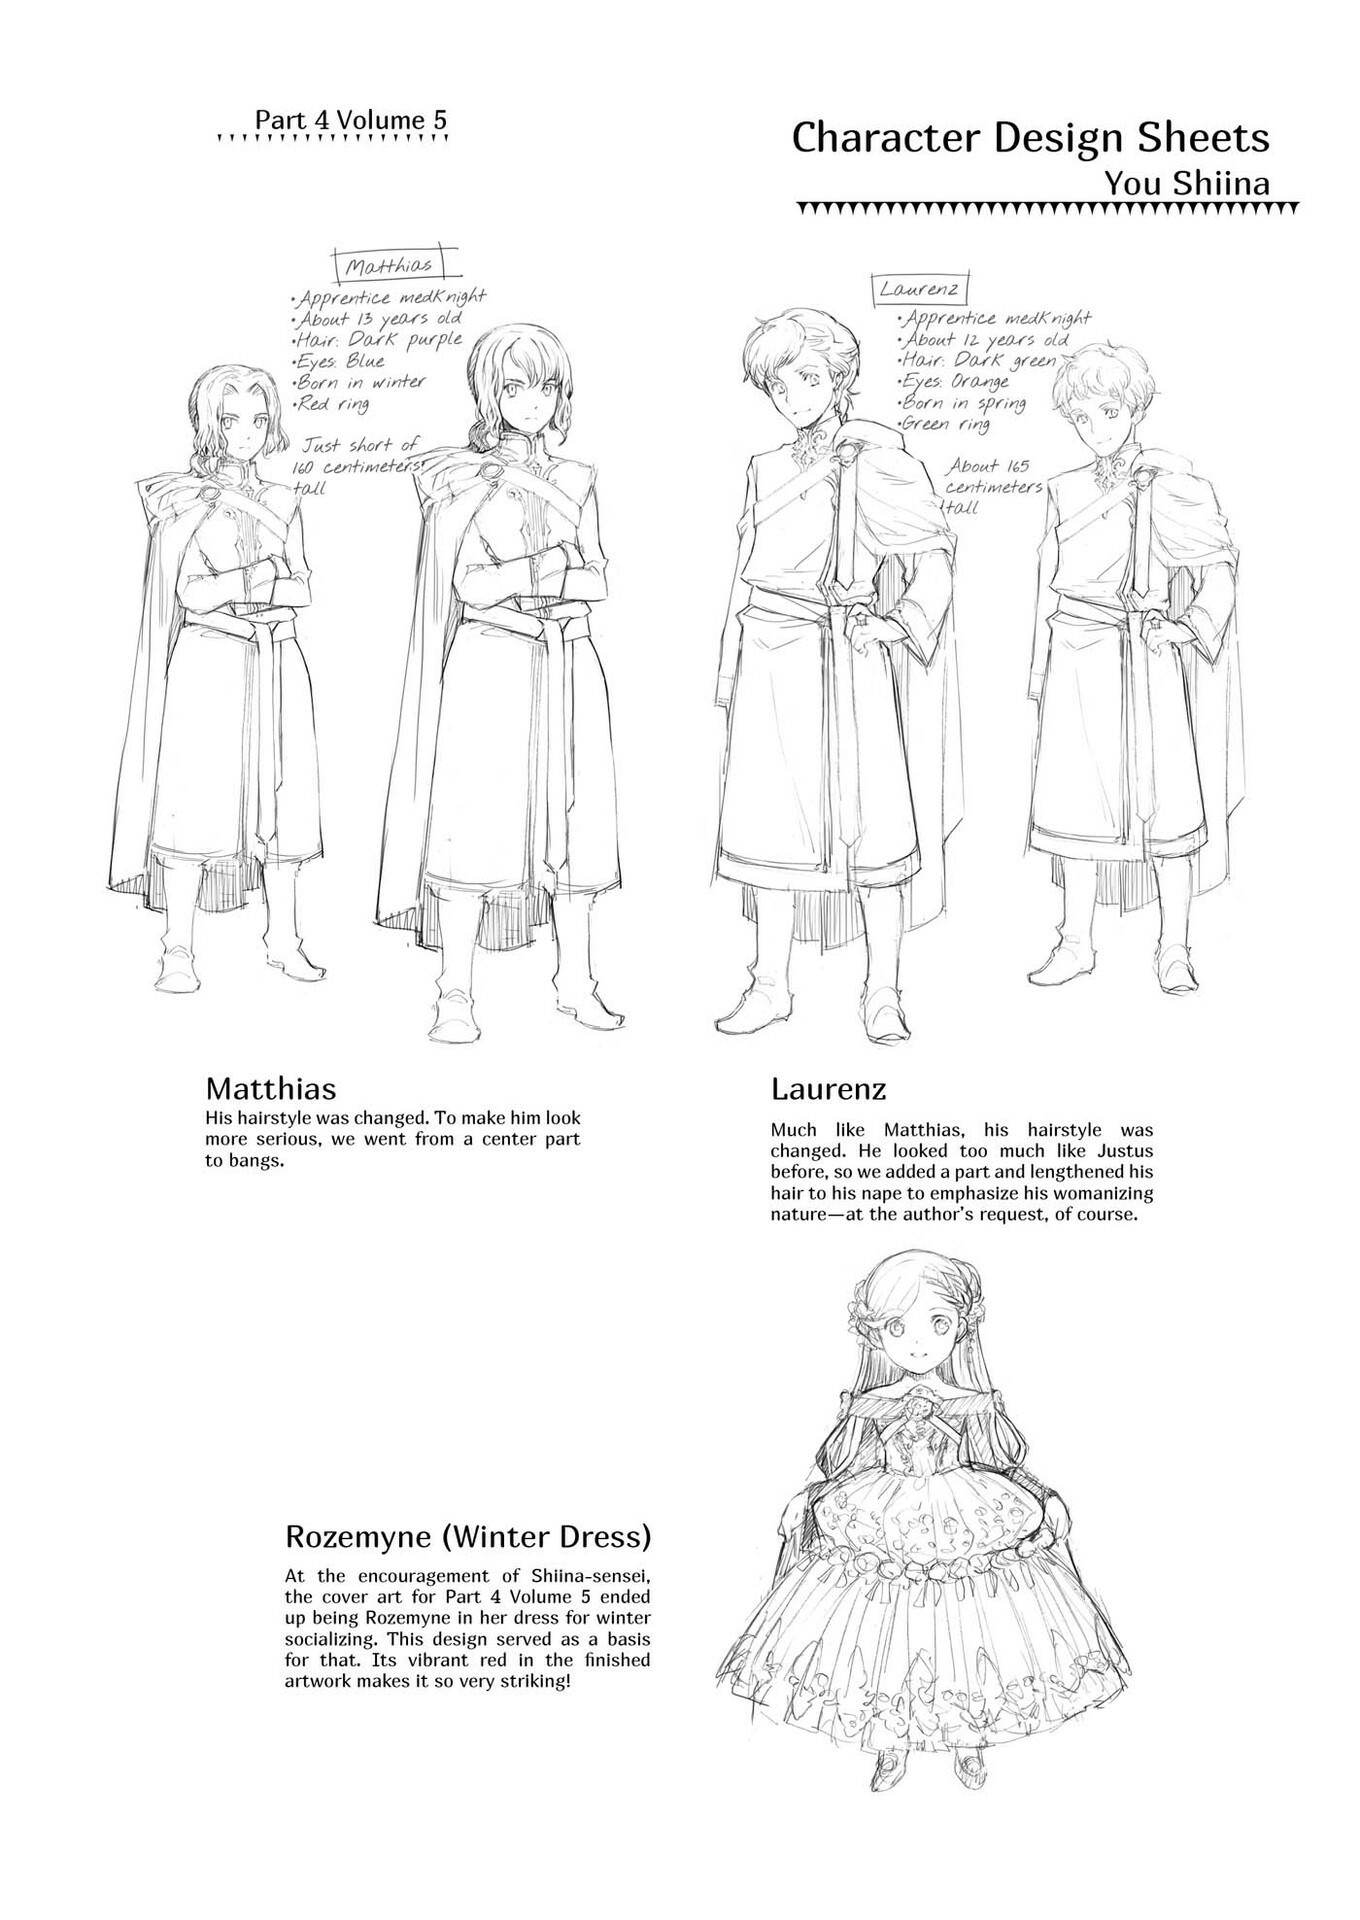 Part 4 Volume 5
Character Design Sheets
You Shiina
Matthias
•Apprentice medknight
•About 13 years old
•Hair: Dark purple
•Eyes: Blue
•Born in winter
•Red ring
Just short of
160 centimeters
tall
Laurenz
•Apprentice medknight
•About 12 years old
•Hair: Dark green
•Eyes: Orange
•Born in spring
•Green ring
About 165
centimeters
tall
Matthias
His hairstyle was changed. To make him look
more serious, we went from a center part
to bangs.
Laurenz
Much like Matthias, his hairstyle was
changed. He looked too much like Justus
before, so we added a part and lengthened his
hair to his nape to emphasize his womanizing
nature—at the author's request, of course.
Rozemyne (Winter Dress)
At the encouragement of Shiina-sensei,
the cover art for Part 4 Volume 5 ended
up being Rozemyne in her dress for winter
socializing. This design served as a basis
for that. Its vibrant red in the finished
artwork makes it so very striking!